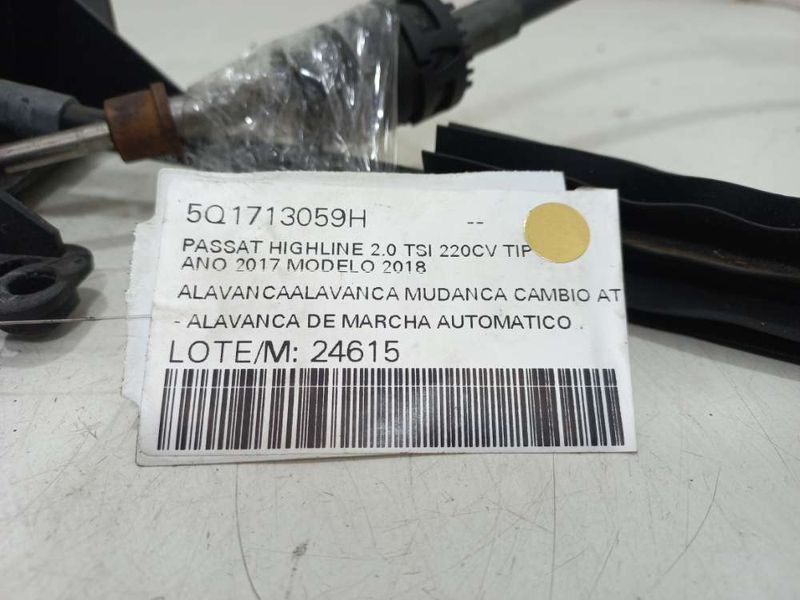 5Q1713059H --
PASSAT HIGHLINE 2.0 TSI 220CV TIP
ANO 2017 MODELO 2018
ALAVANCAALAVANCA MUDANCA CAMBIO AT
- ALAVANCA DE MARCHA AUTOMATICO .
LOTE/M: 24615